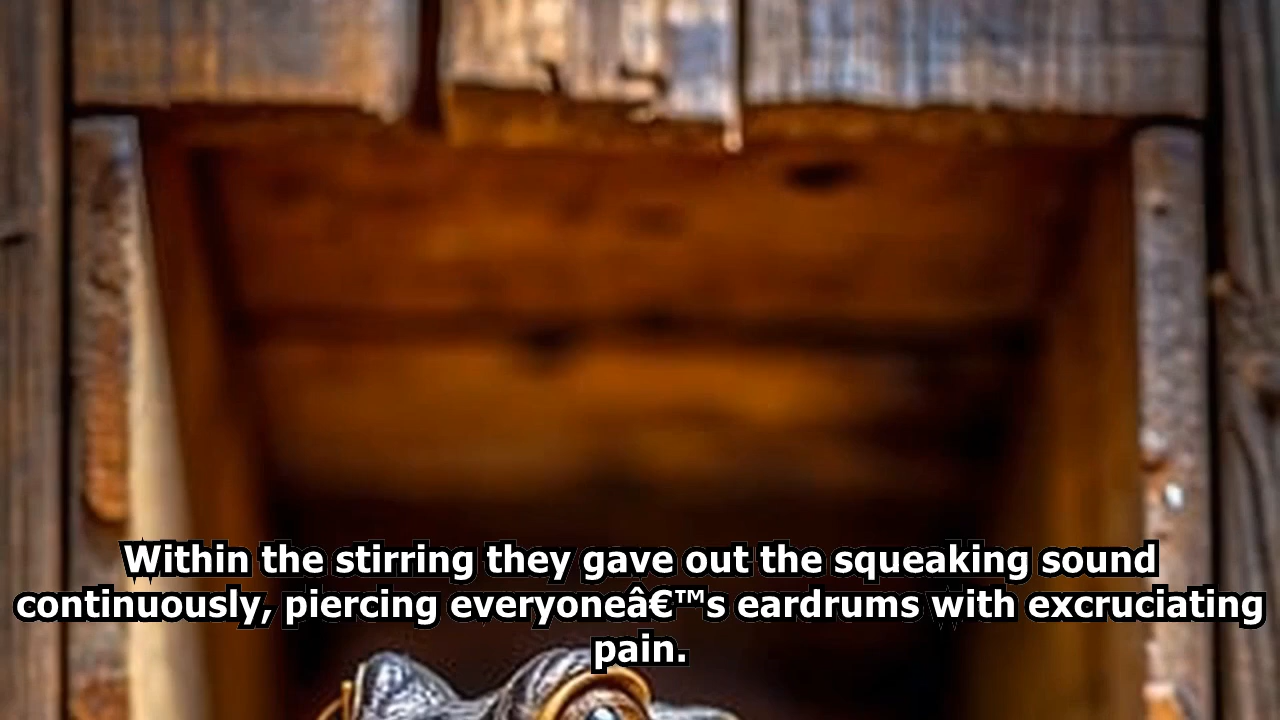 Within the stirring they gave out the squeaking sound
continuously, piercing everyoneâ€™s eardrums with excruciating
pain.